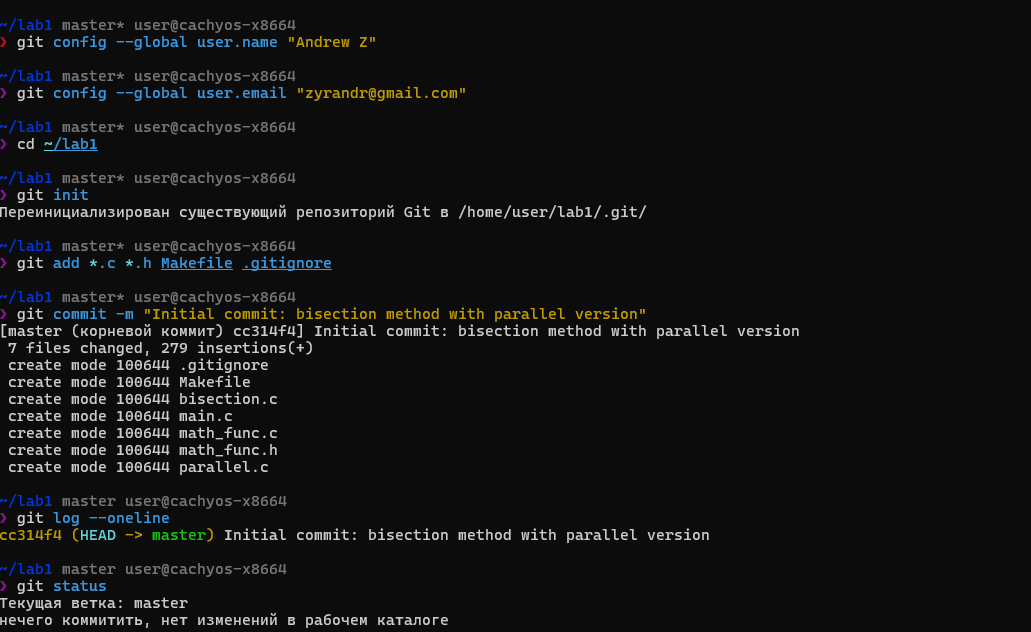 ~/lab1 master* user@cachyos-x8664
❯ git config --global user.name "Andrew Z"
~/lab1 master* user@cachyos-x8664
❯ git config --global user.email "zyrandr@gmail.com"
~/lab1 master* user@cachyos-x8664
❯ cd ~/lab1
~/lab1 master* user@cachyos-x8664
❯ git init
Переинициализирован существующий репозиторий Git в /home/user/lab1/.git/
~/lab1 master* user@cachyos-x8664
❯ git add *.c *.h Makefile .gitignore
~/lab1 master* user@cachyos-x8664
❯ git commit -m "Initial commit: bisection method with parallel version"
[master (корневой коммит) cc314f4] Initial commit: bisection method with parallel version
7 files changed, 279 insertions(+)
create mode 100644 .gitignore
create mode 100644 Makefile
create mode 100644 bisection.c
create mode 100644 main.c
create mode 100644 math_func.c
create mode 100644 math_func.h
create mode 100644 parallel.c
~/lab1 master user@cachyos-x8664
❯ git log --oneline
cc314f4 (HEAD -> master) Initial commit: bisection method with parallel version
~/lab1 master user@cachyos-x8664
❯ git status
Текущая ветка: master
нечего коммитить, нет изменений в рабочем каталоге